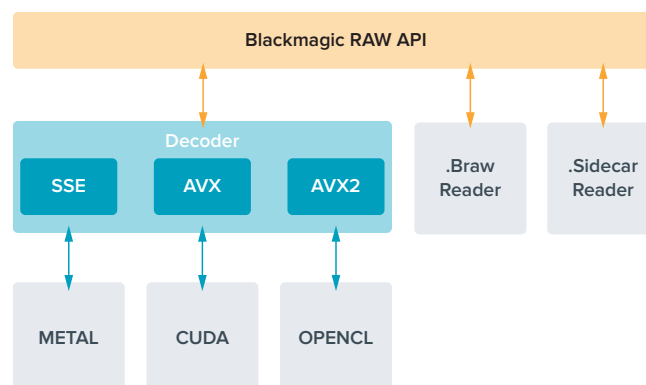 Blackmagic RAW API
Decoder
SSE
AVX
AVX2
.Braw
Reader
.Sidecar
Reader
METAL
CUDA
OPENCL